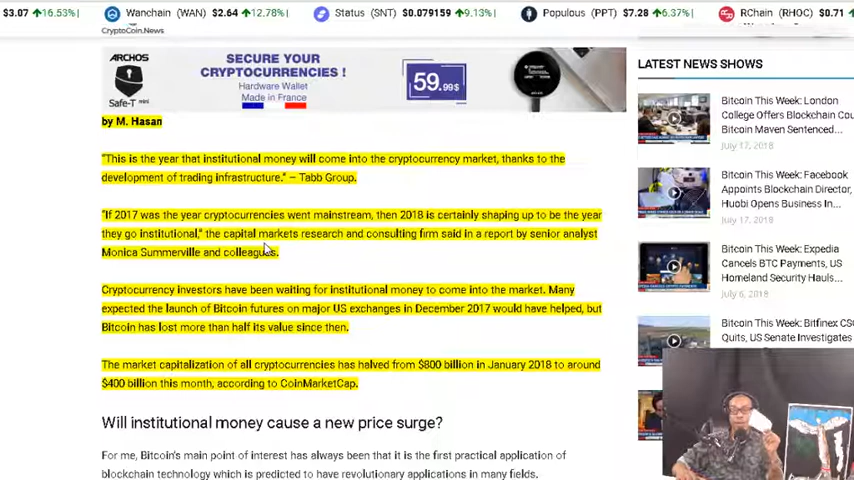 $3.07 16.53% | Wanchain (WAN) $2.64 12.78% | Status (SNT) $0.079159 9.13% | Populous (PPT) $7.28 6.37% | RChain (RHOC) $0.71
CryptoCoin.News
ARCHOS
Safe-T mini
SECURE YOUR
CRYPTOCURRENCIES !
Hardware Wallet
Made in France
59.99$
by M. Hasan
"This is the year that institutional money will come into the cryptocurrency market, thanks to the
development of trading infrastructure." – Tabb Group.
"If 2017 was the year cryptocurrencies went mainstream, then 2018 is certainly shaping up to be the year
they go institutional," the capital markets research and consulting firm said in a report by senior analyst
Monica Summerville and colleagues.
Cryptocurrency investors have been waiting for institutional money to come into the market. Many
expected the launch of Bitcoin futures on major US exchanges in December 2017 would have helped, but
Bitcoin has lost more than half its value since then.
The market capitalization of all cryptocurrencies has halved from $800 billion in January 2018 to around
$400 billion this month, according to CoinMarketCap.
Will institutional money cause a new price surge?
For me, Bitcoin's main point of interest has always been that it is the first practical application of
blockchain technology which is predicted to have revolutionary applications in many fields.
LATEST NEWS SHOWS
Bitcoin This Week: London
College Offers Blockchain Cou
Bitcoin Maven Sentenced...
July 17, 2018
Bitcoin This Week: Facebook
Appoints Blockchain Director,
Huobi Opens Business In...
July 17, 2018
Bitcoin This Week: Expedia
Cancels BTC Payments, US
Homeland Security Hauls...
July 6, 2018
Bitcoin This Week: Bitfinex CS
Quits, US Senate Investigates